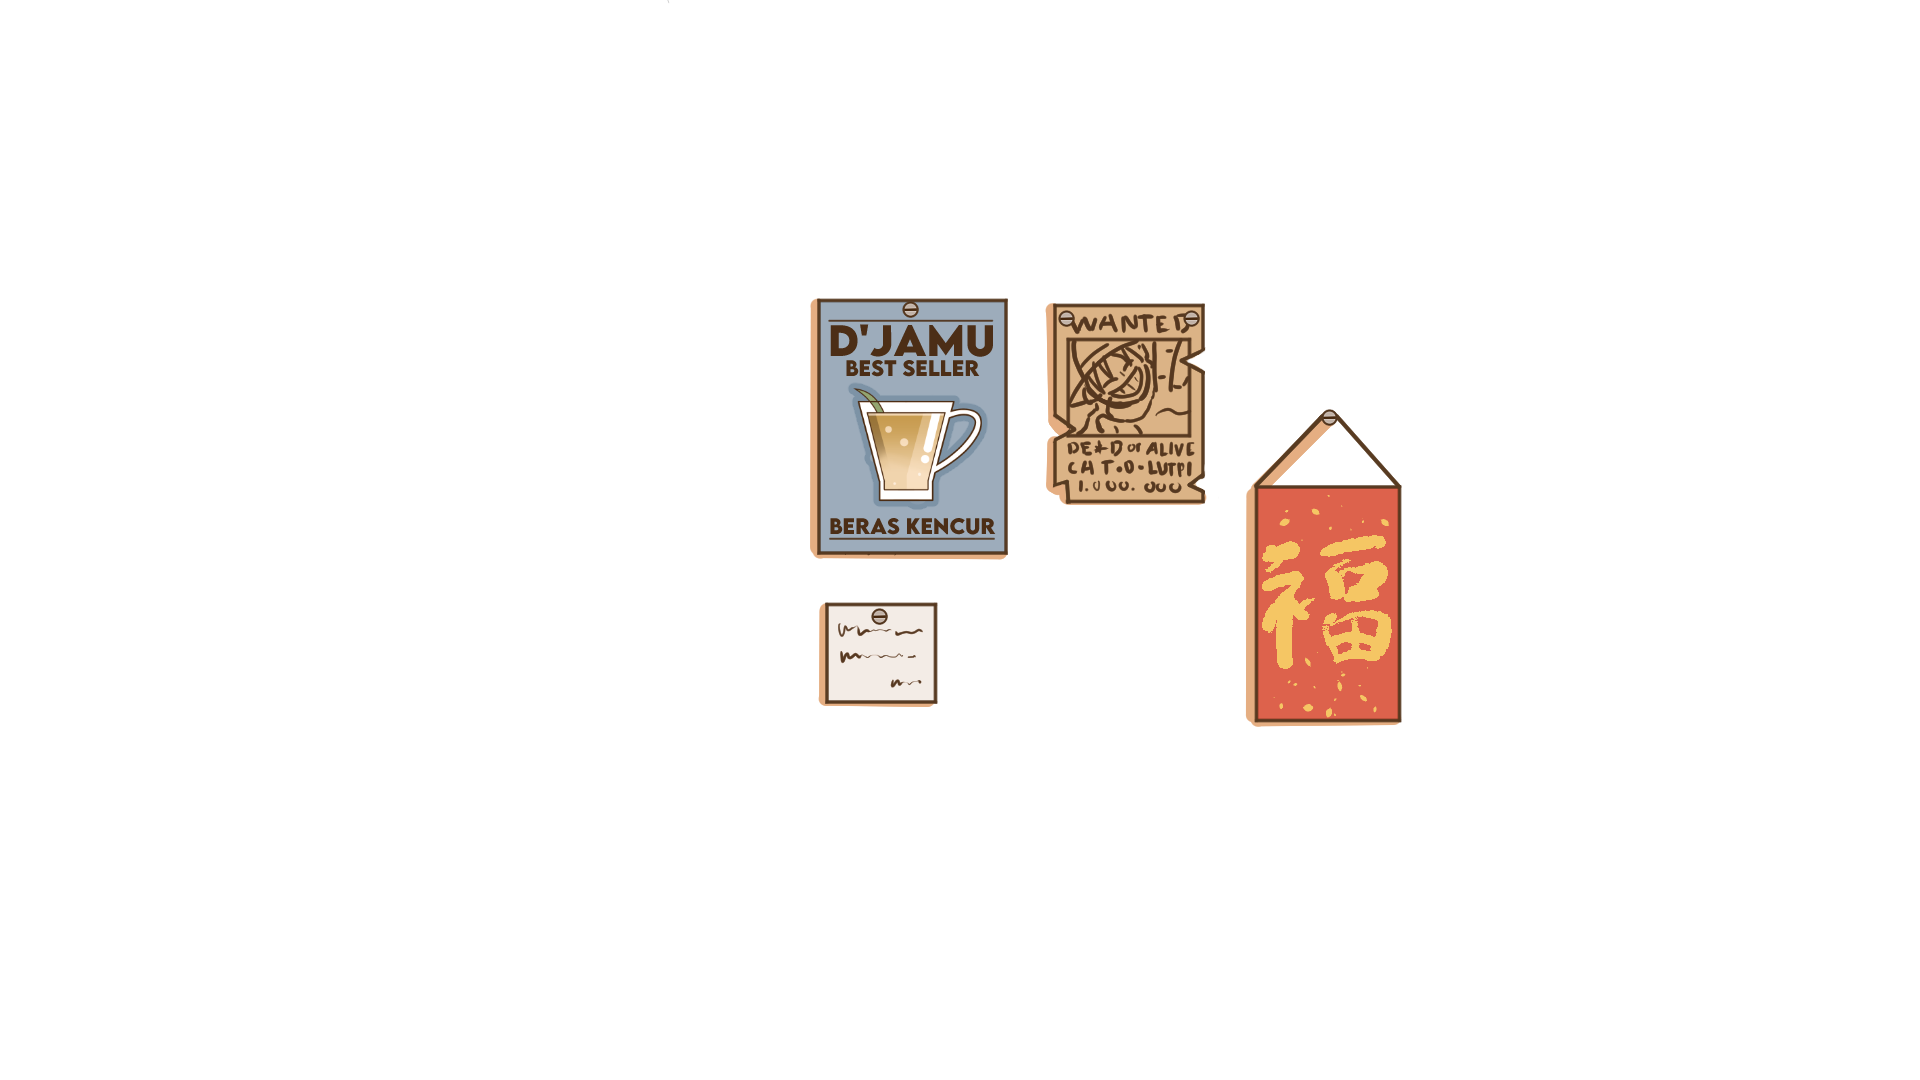 D'JAMU
BEST SELLER
BERAS KENCUR
WANTED
DEAD or ALIVE
CH T.O-LUTPI
1.000.000
福